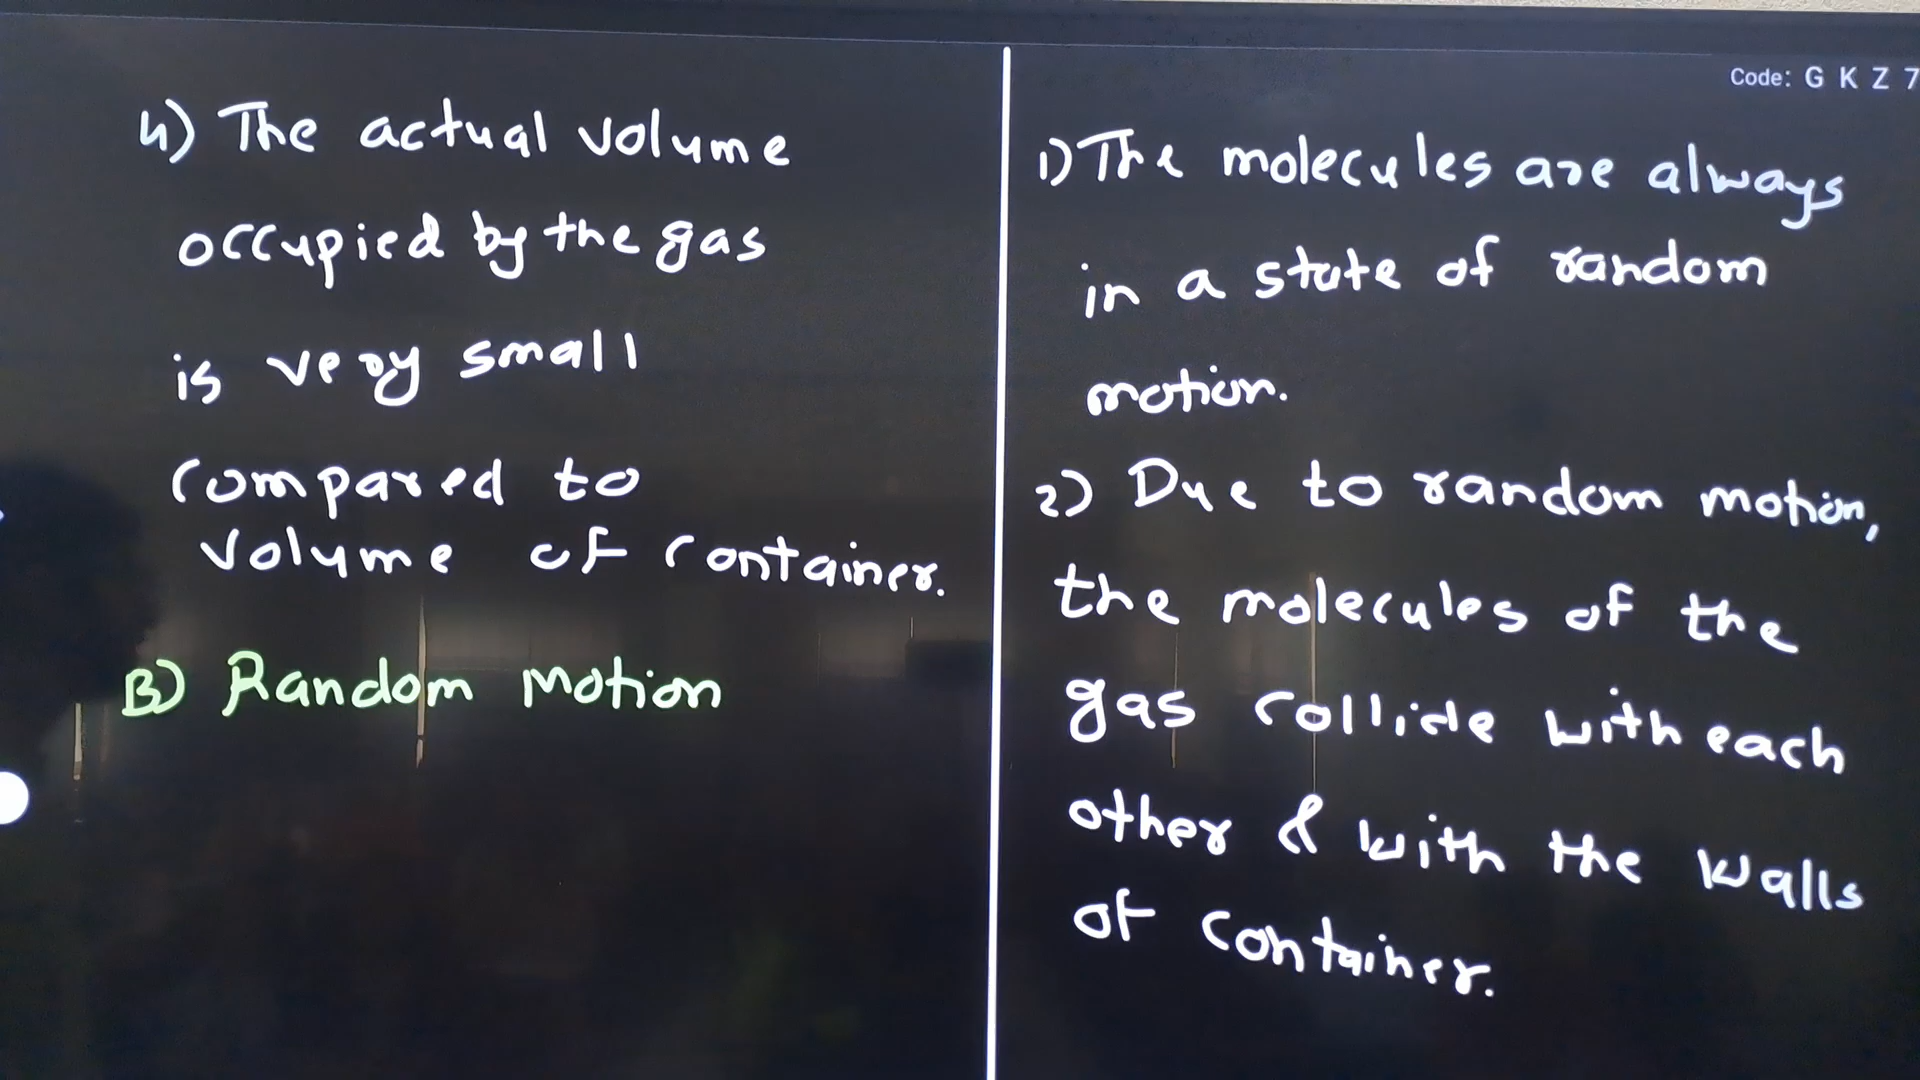 4) The actual volume
occupied by the gas
is very small
compared to
volume of container.
B) Random motion
Code: G K Z 7
1) The molecules are always
in a state of random
motion.
2) Due to random motion,
the molecules of the
gas collide with each
other & with the walls
of container.